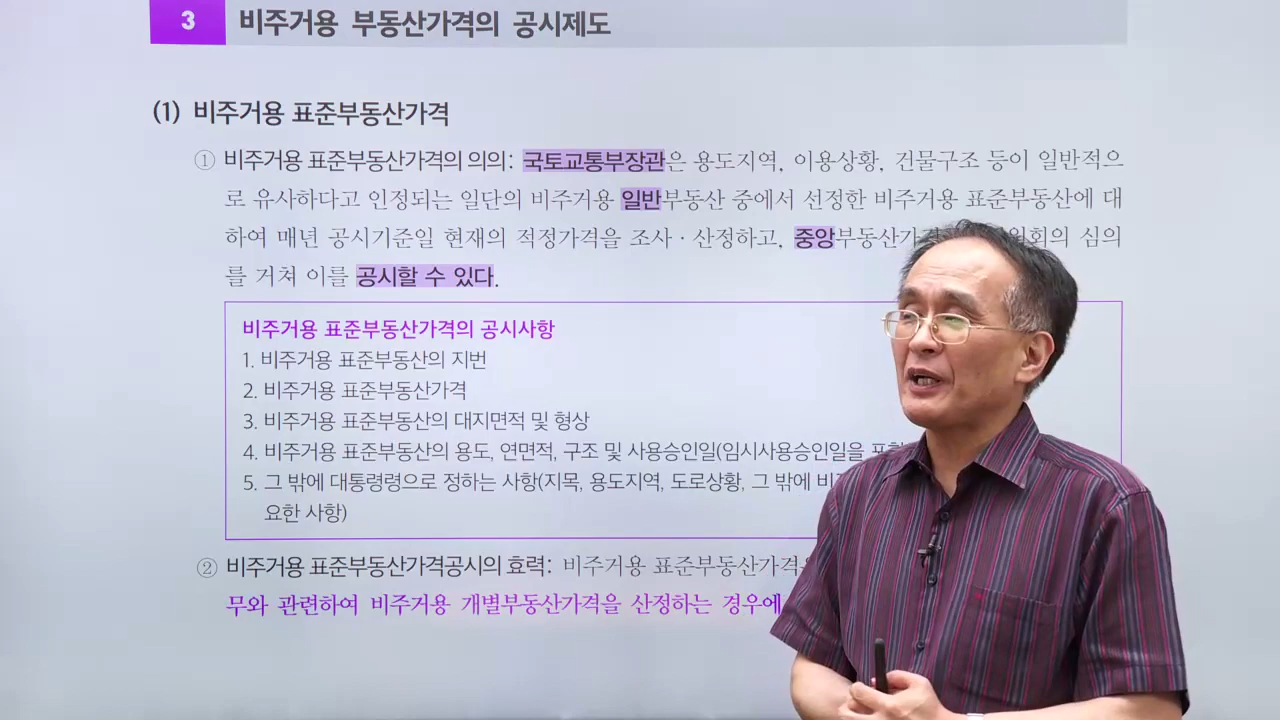 3 비주거용 부동산가격의 공시제도
(1) 비주거용 표준부동산가격
① 비주거용 표준부동산가격의 의의: 국토교통부장관은 용도지역, 이용상황, 건물구조 등이 일반적으
로 유사하다고 인정되는 일단의 비주거용 일반부동산 중에서 선정한 비주거용 표준부동산에 대
하여 매년 공시기준일 현재의 적정가격을 조사·산정하고, 중앙부동산가격 위원회의 심의
를 거쳐 이를 공시할 수 있다.
비주거용 표준부동산가격의 공시사항
1. 비주거용 표준부동산의 지번
2. 비주거용 표준부동산가격
3. 비주거용 표준부동산의 대지면적 및 형상
4. 비주거용 표준부동산의 용도, 연면적, 구조 및 사용승인일(임시사용승인일을
5. 그 밖에 대통령령으로 정하는 사항(지목, 용도지역, 도로상황, 그 밖에
요한 사항)
② 비주거용 표준부동산가격공시의 효력: 비주거용 표준부동산가격
무와 관련하여 비주거용 개별부동산가격을 산정하는 경우에